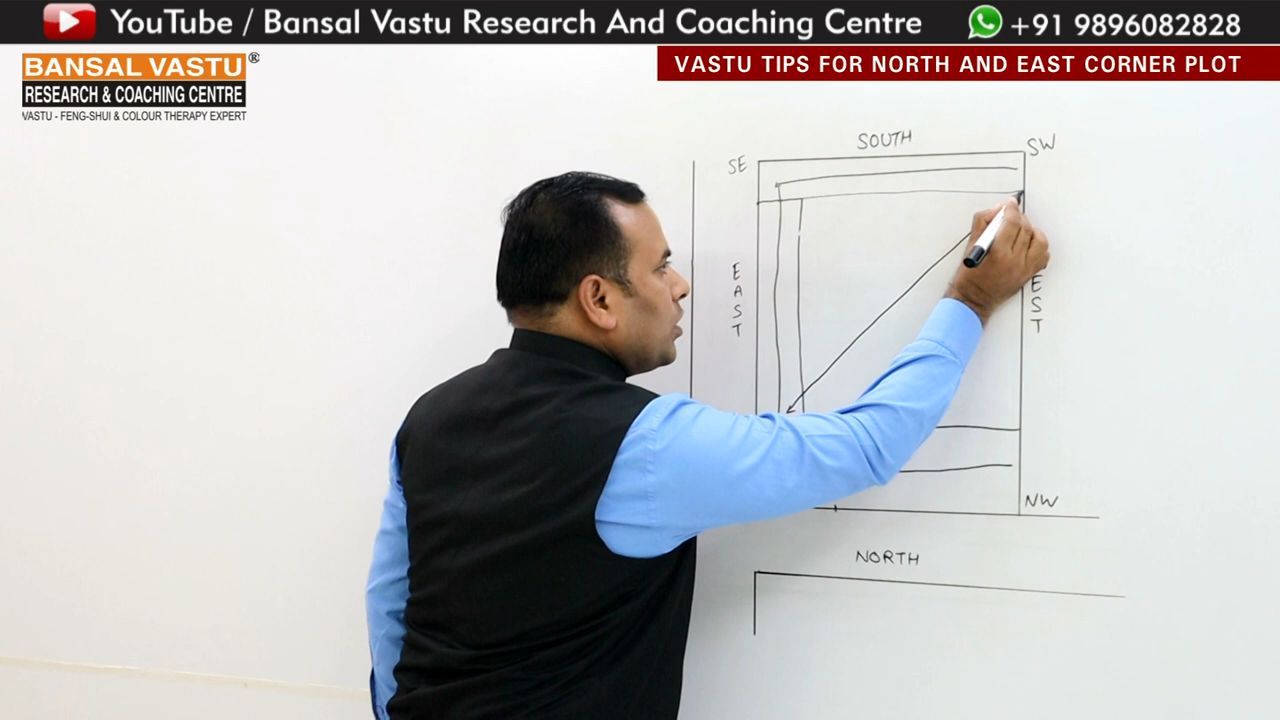 YouTube / Bansal Vastu Research And Coaching Centre
+91 9896082828
BANSAL VASTU ®
RESEARCH & COACHING CENTRE
VASTU - FENG-SHUI & COLOUR THERAPY EXPERT
VASTU TIPS FOR NORTH AND EAST CORNER PLOT
SOUTH
SE
SW
EAST
EST
NW
NORTH